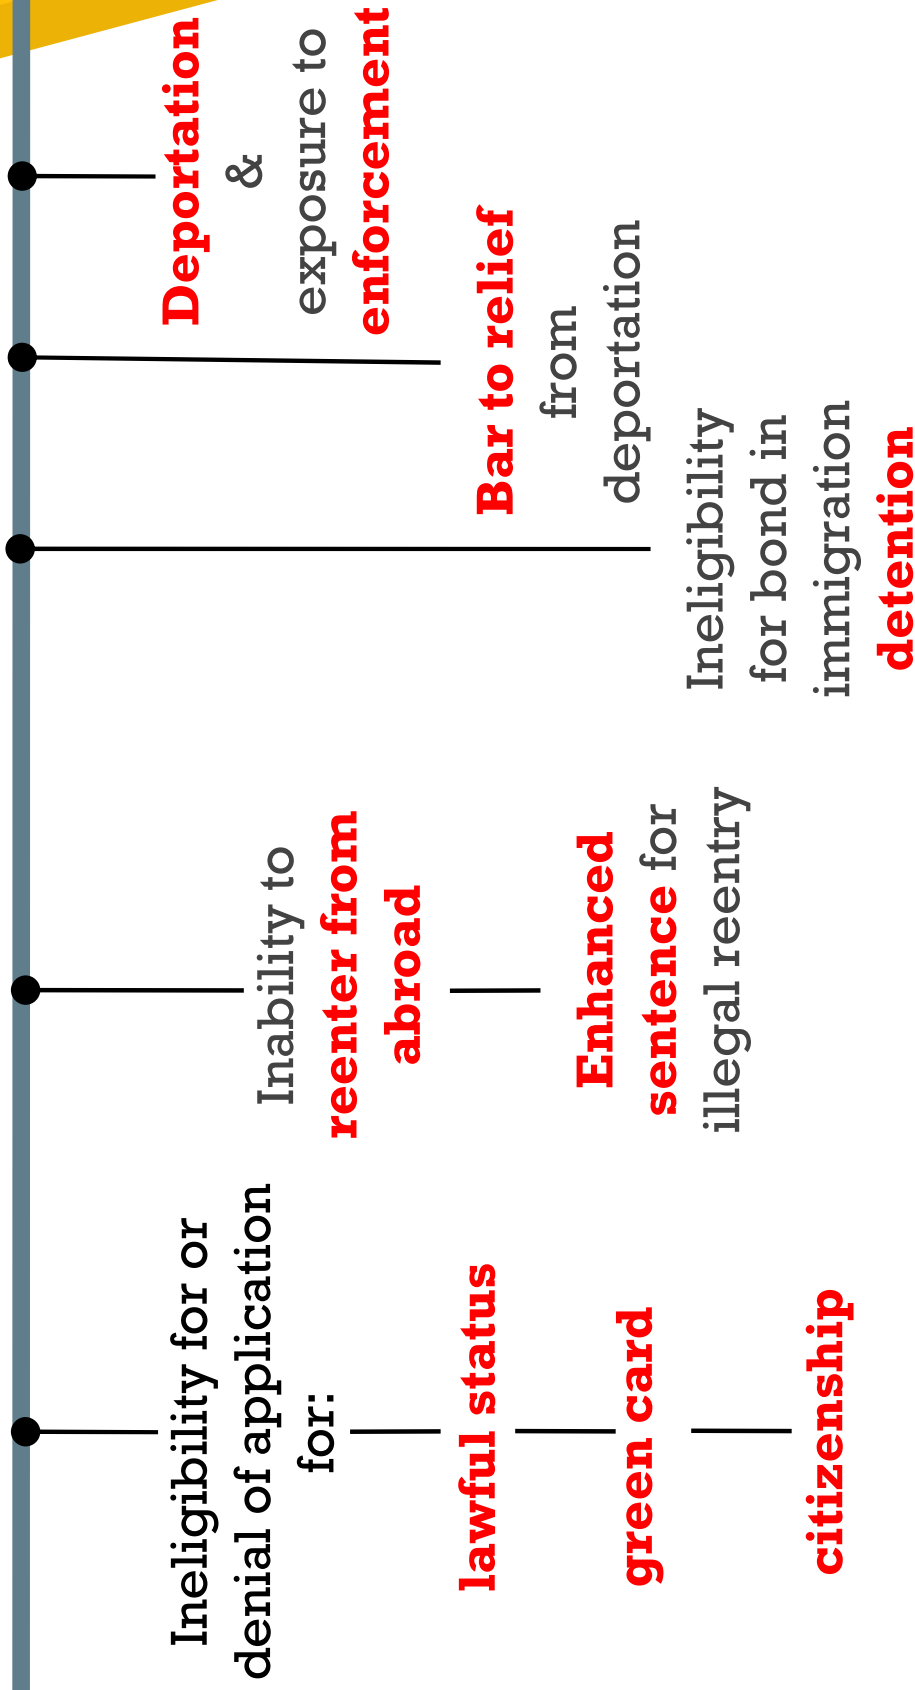 Ineligibility for or
denial of application
for:
lawful status
green card
citizenship
Inability to
reenter from
abroad
Enhanced
sentence for
illegal reentry
Ineligibility
for bond in
immigration
detention
Bar to relief
from
deportation
Deportation
&
exposure to
enforcement